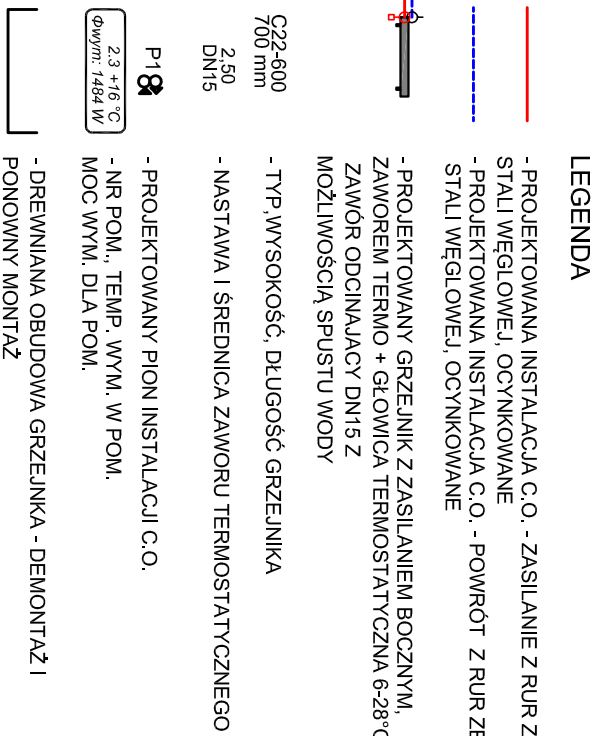 LEGENDA
- PROJEKTOWANA INSTALACJA C.O. - ZASILANIE Z RUR Z
STALI WĘGLOWEJ, OCYNKOWANE
- PROJEKTOWANA INSTALACJA C.O. - POWRÓT Z RUR ZE
STALI WĘGLOWEJ, OCYNKOWANE
- PROJEKTOWANY GRZEJNIK Z ZASILANIEM BOCZNYM,
ZAWOREM TERMO + GŁOWICA TERMOSTATYCZNA 6-28°C
ZAWÓR ODCINAJACY DN15 Z
MOŻLIWOŚCIĄ SPUSTU WODY
C22-600
700 mm
- TYP,WYSOKOŚĆ, DŁUGOŚĆ GRZEJNIKA
2,50
DN15
- NASTAWA I ŚREDNICA ZAWORU TERMOSTATYCZNEGO
P18
- PROJEKTOWANY PION INSTALACJI C.O.
2.3 +16 °C
Φwym: 1484 W
- NR POM., TEMP. WYM. W POM.
MOC WYM. DLA POM.
- DREWNIANA OBUDOWA GRZEJNKA - DEMONTAŻ I
PONOWNY MONTAŻ